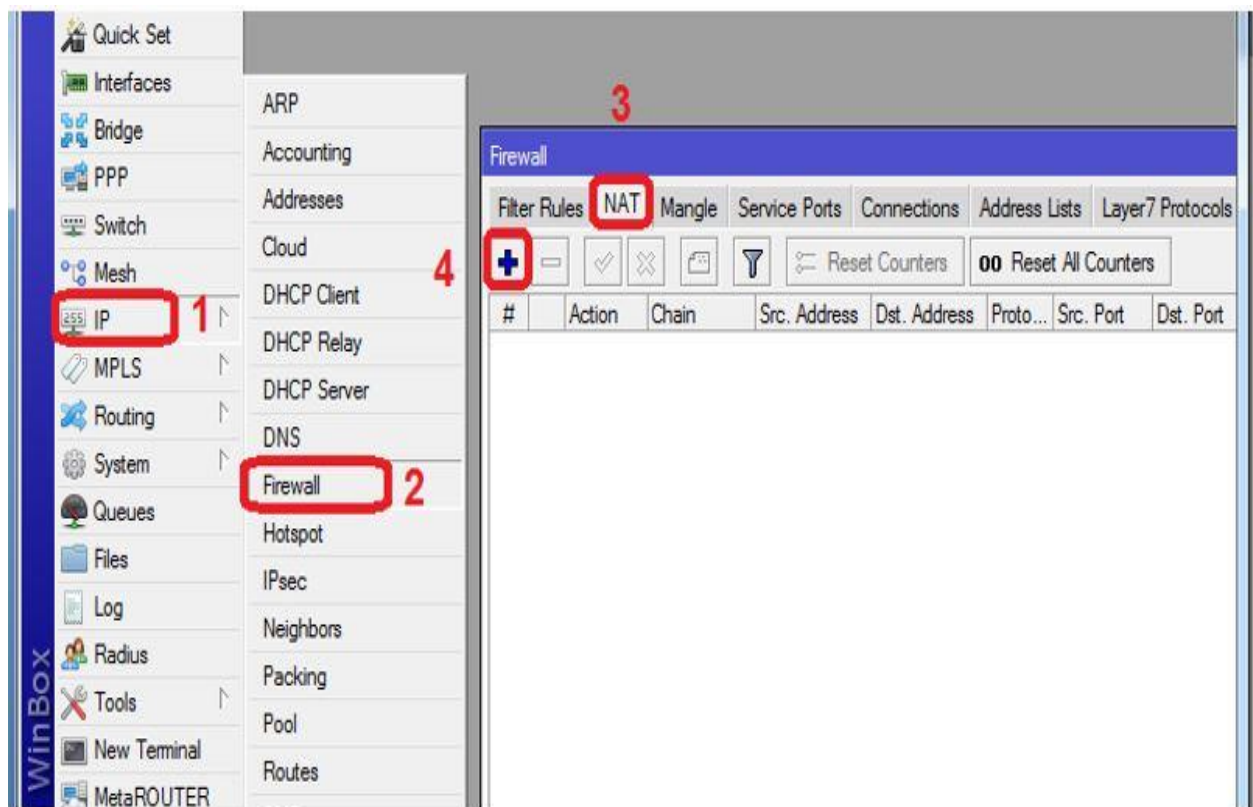 Quick Set
Interfaces
Bridge
PPP
Switch
Mesh
255 IP 1
MPLS
Routing
System
Queues
Files
Log
Radius
Tools
New Terminal
MetaROUTER
WinBox
ARP
Accounting
Addresses
Cloud
DHCP Client
DHCP Relay
DHCP Server
DNS
Firewall 2
Hotspot
IPsec
Neighbors
Packing
Pool
Routes
3
Firewall
Filter Rules NAT Mangle Service Ports Connections Address Lists Layer7 Protocols
4 Reset Counters 00 Reset All Counters
# Action Chain Src. Address Dst. Address Proto... Src. Port Dst. Port